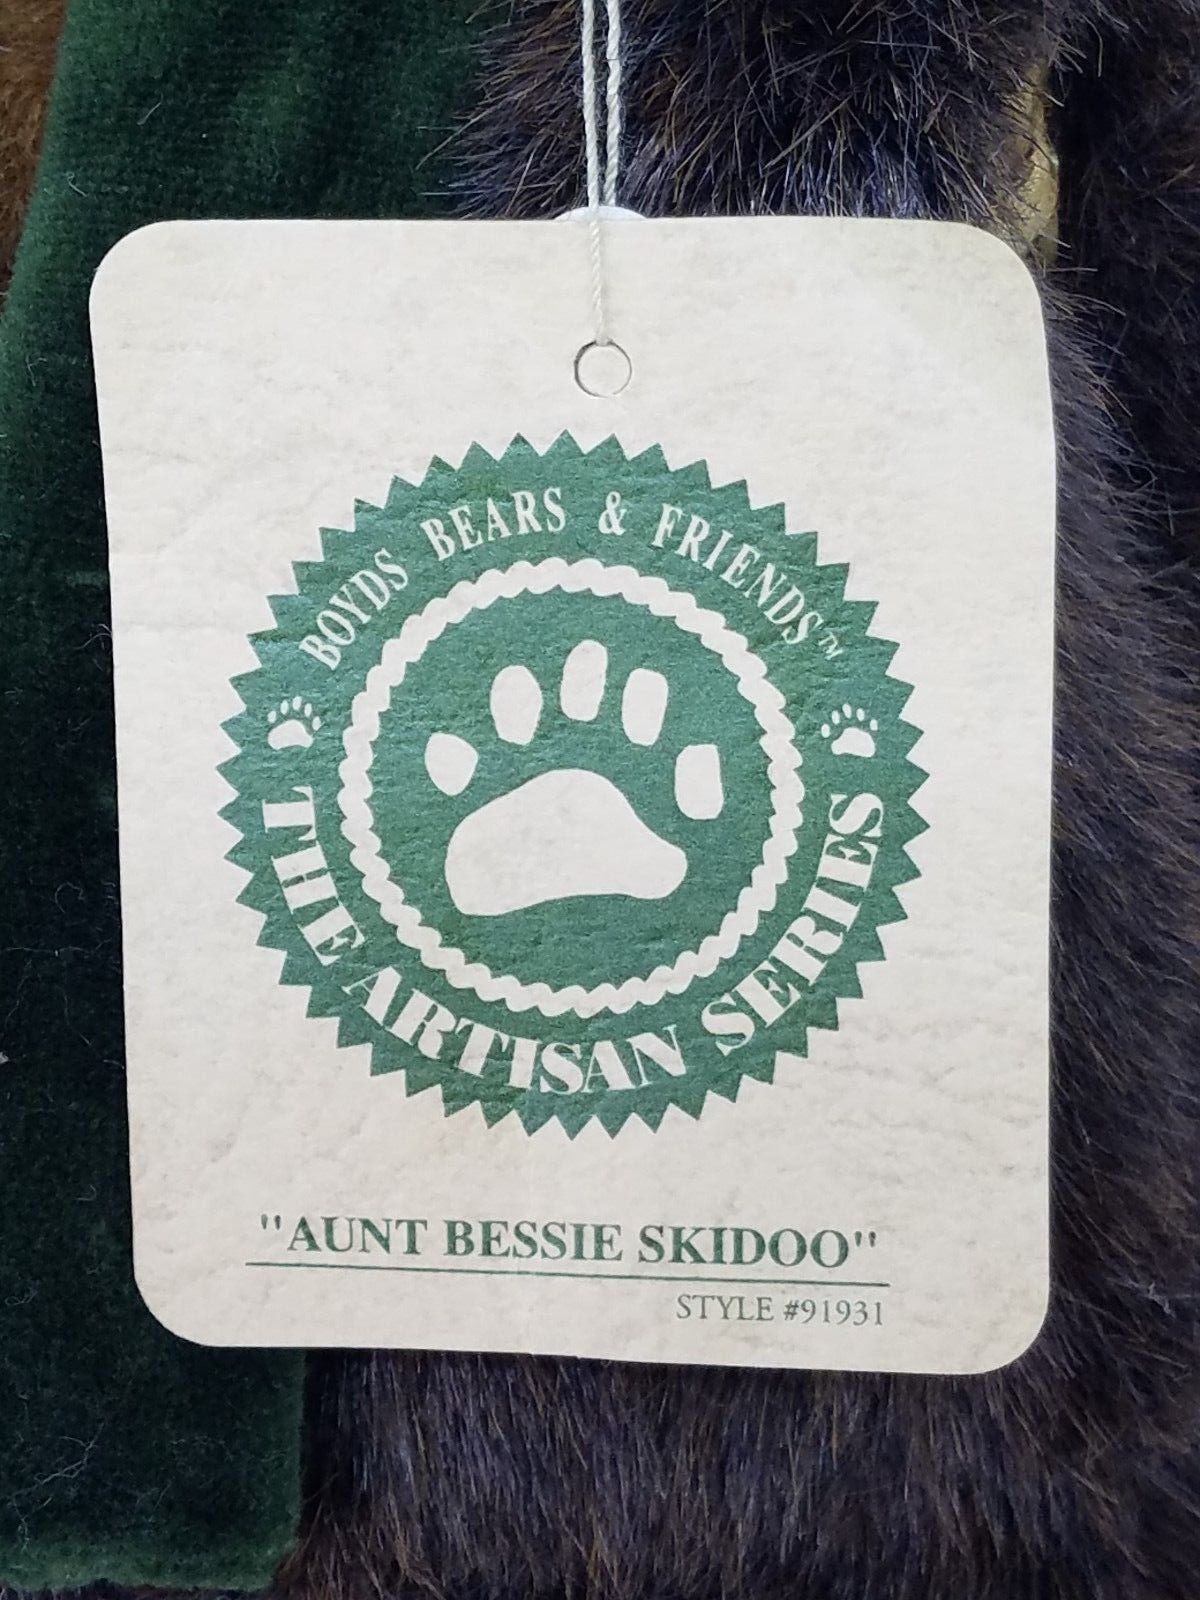 BOYDS BEARS & FRIENDS™
THE ARTISAN SERIES
"AUNT BESSIE SKIDOO"
STYLE #91931